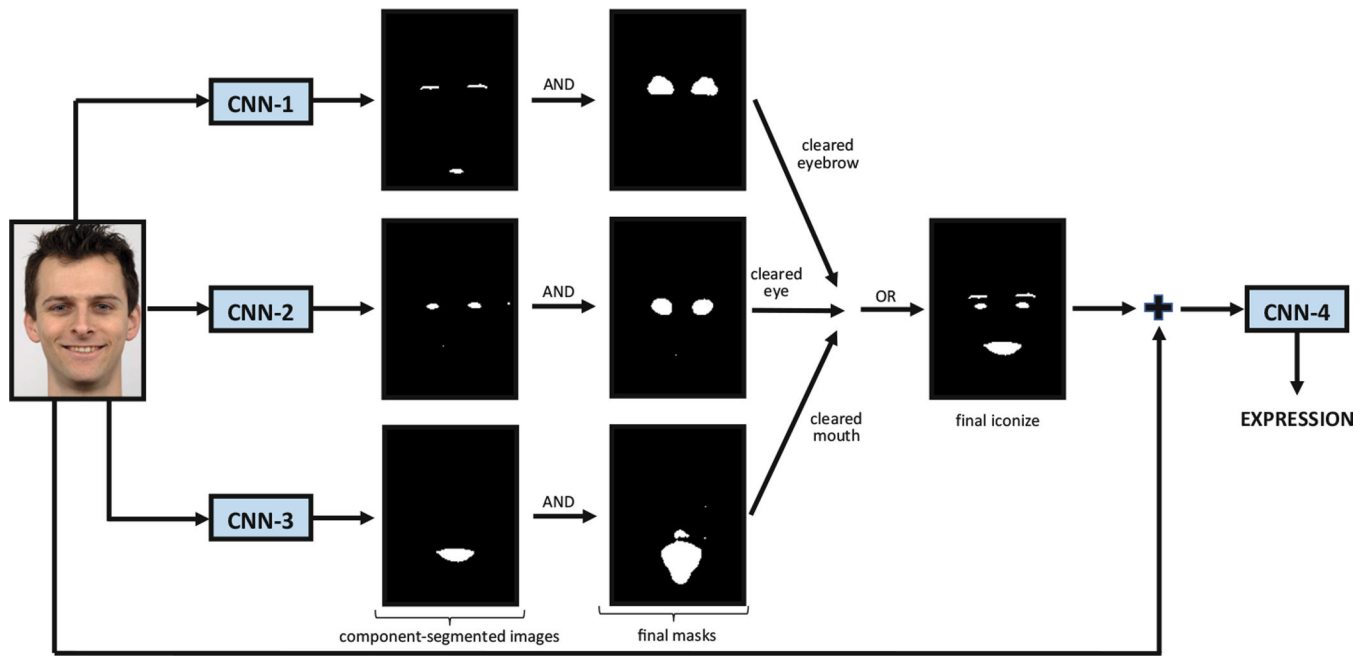 CNN-1
AND
cleared
eyebrow
CNN-2
AND
cleared
eye
OR
CNN-4
final iconize
EXPRESSION
cleared
mouth
CNN-3
AND
component-segmented images
final masks